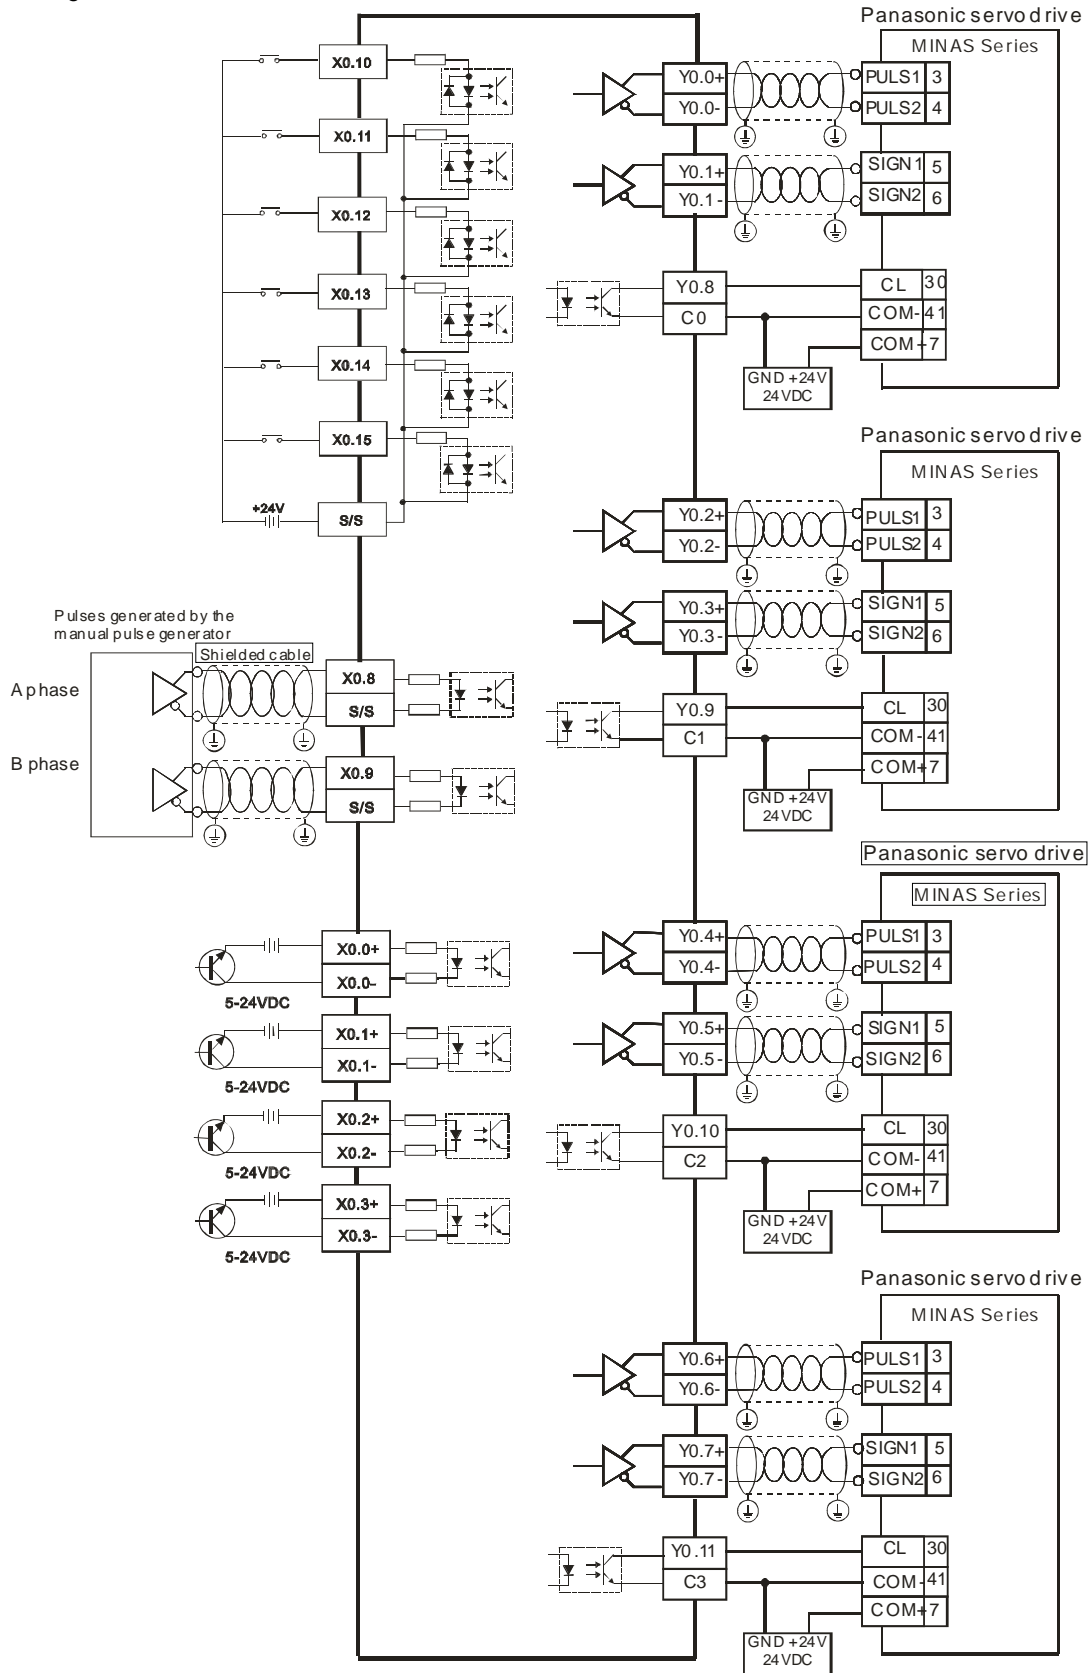 X0.10
X0.11
X0.12
X0.13
X0.14
X0.15
+24V
S/S
Pulses generated by the
manual pulse generator
Shielded cable
A phase
X0.8
S/S
B phase
X0.9
S/S
X0.0+
X0.0-
5-24VDC
X0.1+
X0.1-
5-24VDC
X0.2+
X0.2-
5-24VDC
X0.3+
X0.3-
5-24VDC
Panasonic servo drive
MINAS Series
Y0.0+ PULS1 3
Y0.0- PULS2 4
Y0.1+ SIGN1 5
Y0.1- SIGN2 6
Y0.8 CL 30
C0 COM- 41
COM+ 7
GND +24V
24VDC
Panasonic servo drive
MINAS Series
Y0.2+ PULS1 3
Y0.2- PULS2 4
Y0.3+ SIGN1 5
Y0.3- SIGN2 6
Y0.9 CL 30
C1 COM- 41
COM+ 7
GND +24V
24VDC
Panasonic servo drive
MINAS Series
Y0.4+ PULS1 3
Y0.4- PULS2 4
Y0.5+ SIGN1 5
Y0.5- SIGN2 6
Y0.10 CL 30
C2 COM- 41
COM+ 7
GND +24V
24VDC
Panasonic servo drive
MINAS Series
Y0.6+ PULS1 3
Y0.6- PULS2 4
Y0.7+ SIGN1 5
Y0.7- SIGN2 6
Y0.11 CL 30
C3 COM- 41
COM+ 7
GND +24V
24VDC